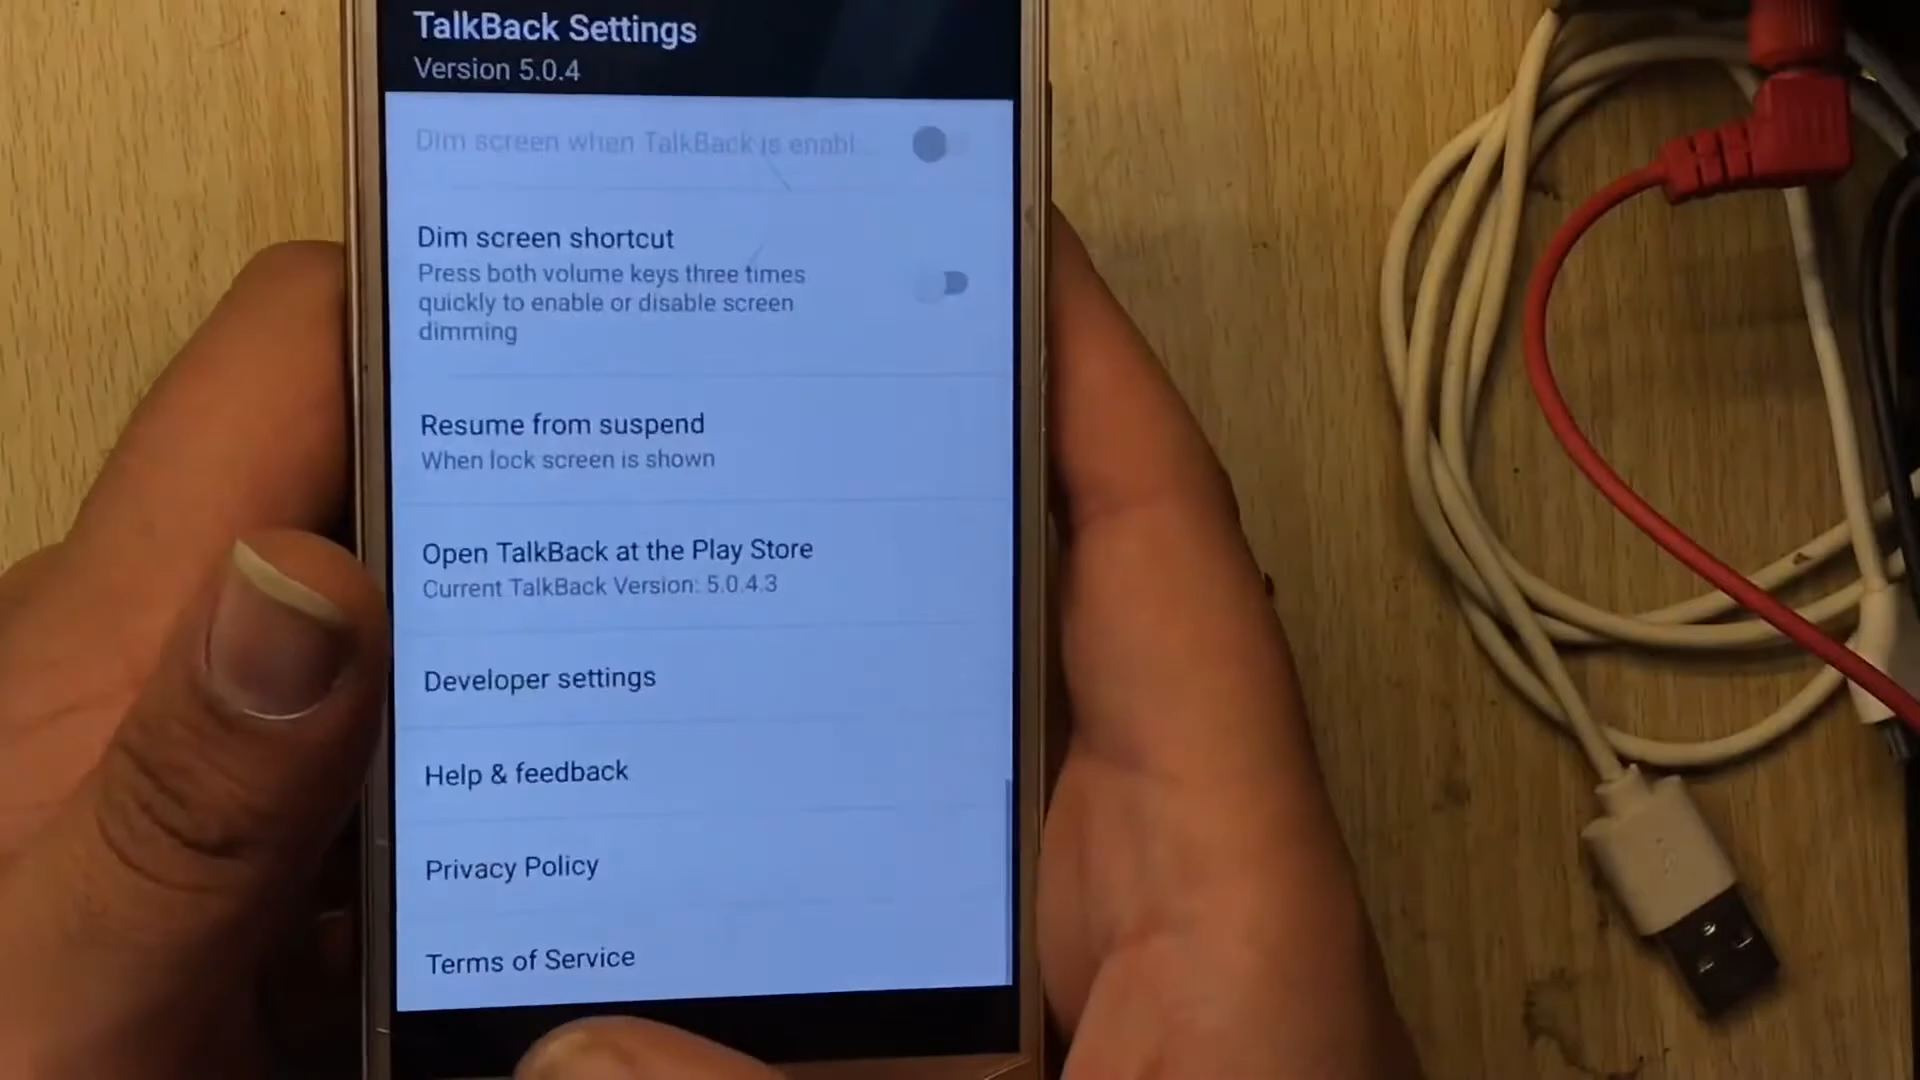 TalkBack Settings
Version 5.0.4
Dim screen when TalkBack is enabl...
Dim screen shortcut
Press both volume keys three times
quickly to enable or disable screen
dimming
Resume from suspend
When lock screen is shown
Open TalkBack at the Play Store
Current TalkBack Version: 5.0.4.3
Developer settings
Help & feedback
Privacy Policy
Terms of Service